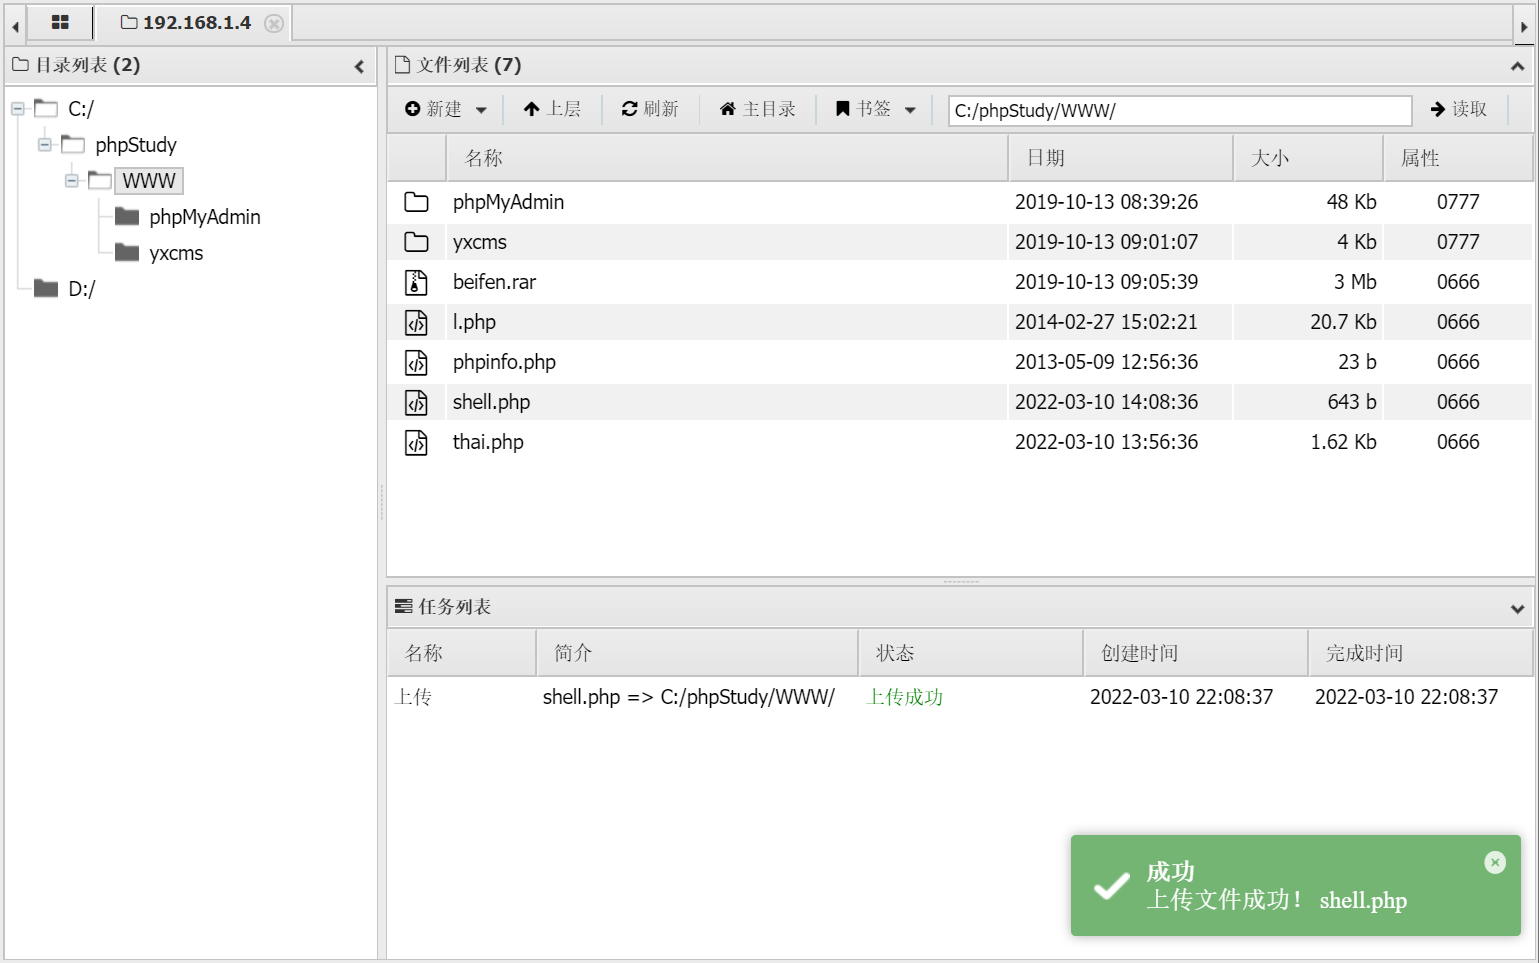 192.168.1.4
目录列表 (2)
C:/
phpStudy
WWW
phpMyAdmin
yxcms
D:/
文件列表 (7)
新建 上层 刷新 主目录 书签 C:/phpStudy/WWW/ 读取
名称 日期 大小 属性
phpMyAdmin 2019-10-13 08:39:26 48 Kb 0777
yxcms 2019-10-13 09:01:07 4 Kb 0777
beifen.rar 2019-10-13 09:05:39 3 Mb 0666
l.php 2014-02-27 15:02:21 20.7 Kb 0666
phpinfo.php 2013-05-09 12:56:36 23 b 0666
shell.php 2022-03-10 14:08:36 643 b 0666
thai.php 2022-03-10 13:56:36 1.62 Kb 0666
任务列表
名称 简介 状态 创建时间 完成时间
上传 shell.php => C:/phpStudy/WWW/ 上传成功 2022-03-10 22:08:37 2022-03-10 22:08:37
成功
上传文件成功！ shell.php